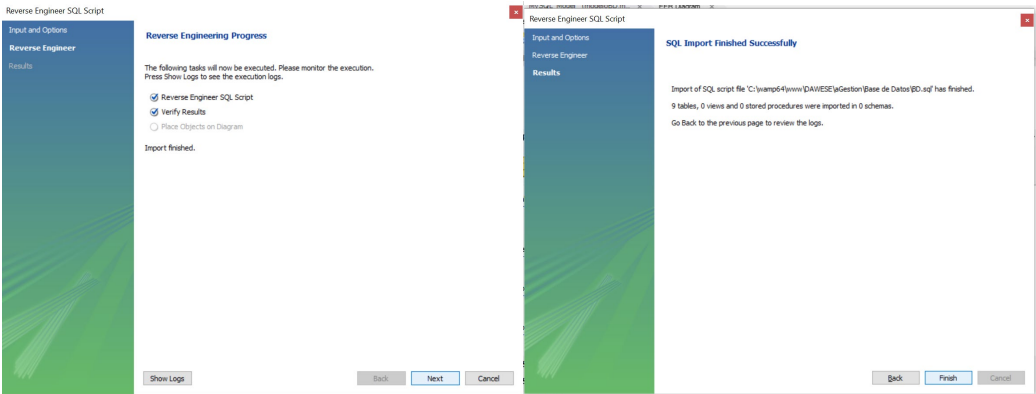 Reverse Engineer SQL Script
Input and Options
Reverse Engineer
Results
Reverse Engineering Progress
The following tasks will now be executed. Please monitor the execution.
Press Show Logs to see the execution logs.
Reverse Engineer SQL Script
Verify Results
Place Objects on Diagram
Import finished.
Show Logs
Back
Next
Cancel
Reverse Engineer SQL Script
Input and Options
Reverse Engineer
Results
SQL Import Finished Successfully
Import of SQL script file 'C:\wamp64\www\DAWESE\aGestion\Base de Datos\BD.sql' has finished.
9 tables, 0 views and 0 stored procedures were imported in 0 schemas.
Go Back to the previous page to review the logs.
Back
Finish
Cancel